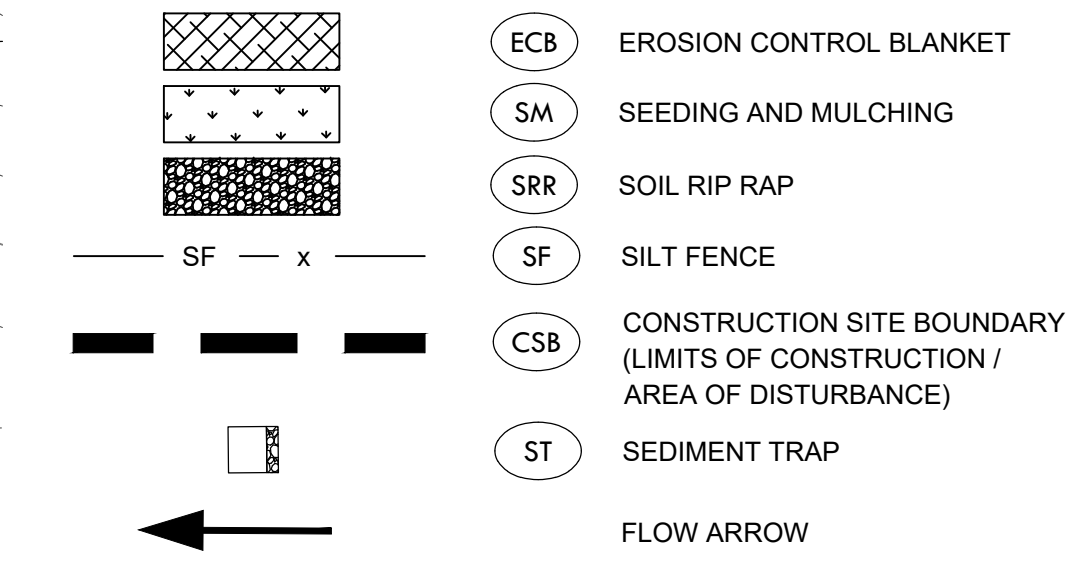 ECB EROSION CONTROL BLANKET
SM SEEDING AND MULCHING
SRR SOIL RIP RAP
SF x SF SILT FENCE
CSB CONSTRUCTION SITE BOUNDARY
(LIMITS OF CONSTRUCTION /
AREA OF DISTURBANCE)
ST SEDIMENT TRAP
FLOW ARROW